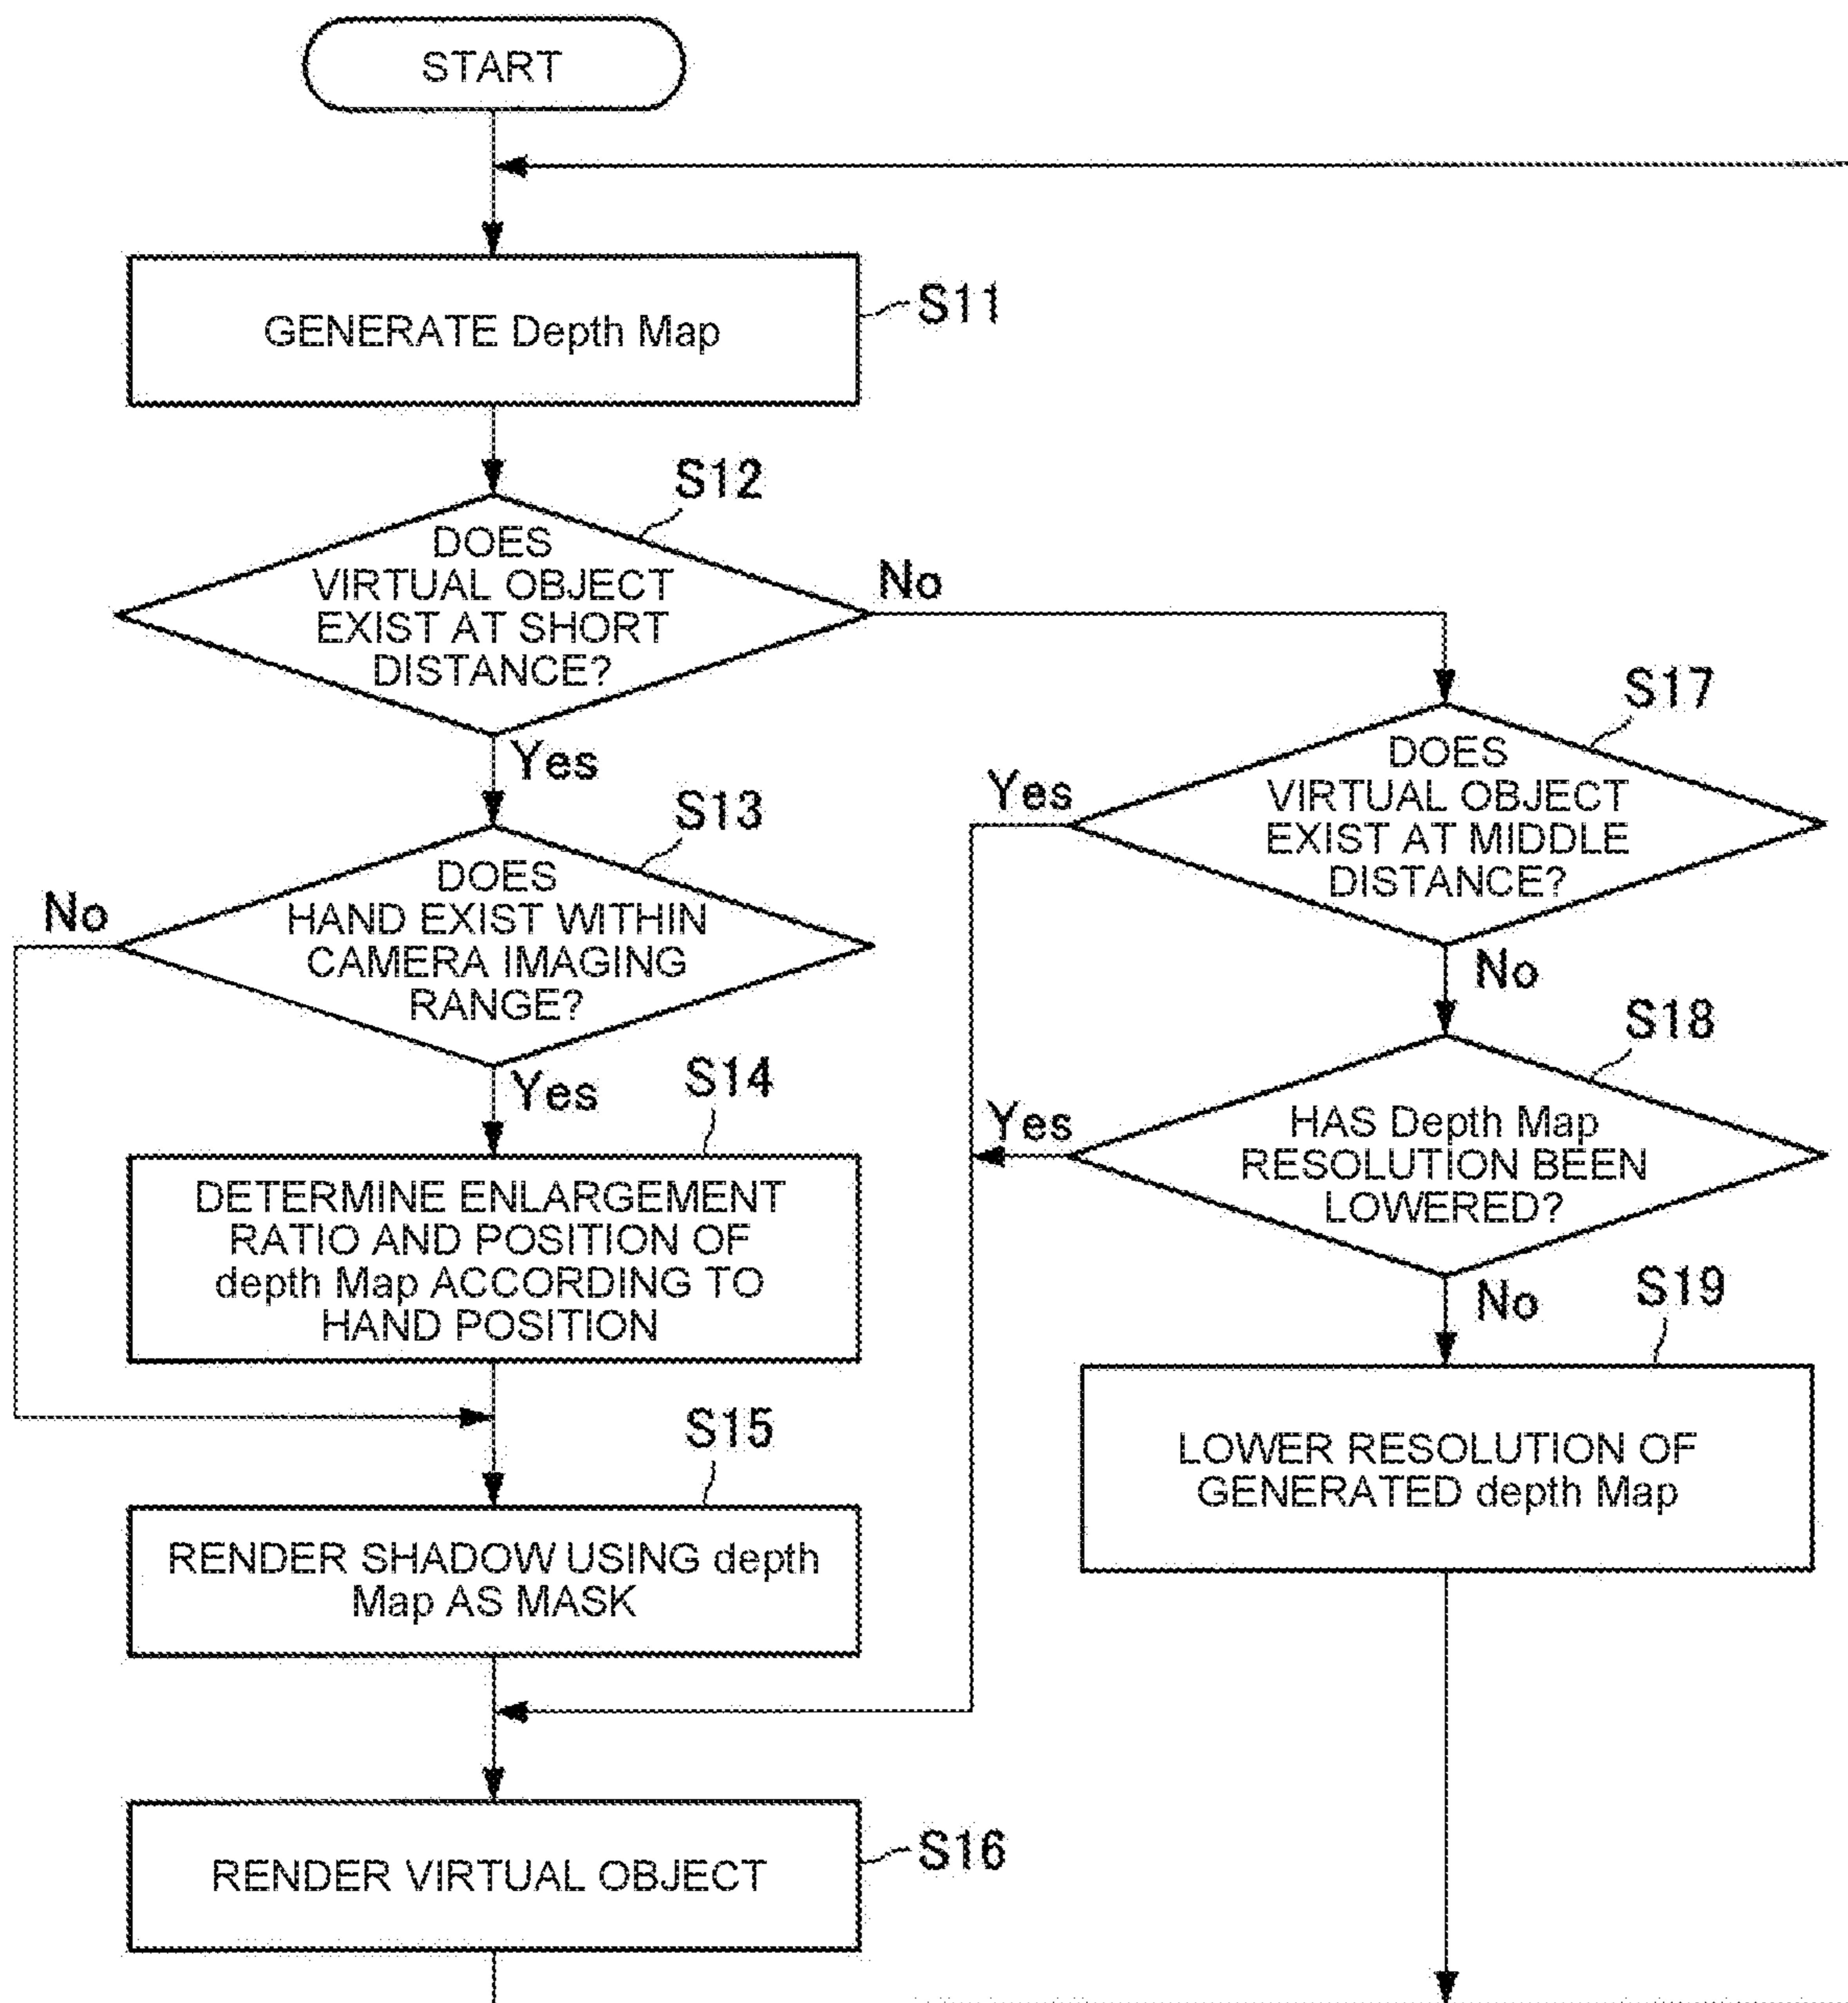 START
GENERATE Depth Map
S11
S12
DOES
VIRTUAL OBJECT
EXIST AT SHORT
DISTANCE?
No
Yes
S13
DOES
HAND EXIST WITHIN
CAMERA IMAGING
RANGE?
No
Yes
S14
DETERMINE ENLARGEMENT
RATIO AND POSITION OF
depth Map ACCORDING TO
HAND POSITION
S15
RENDER SHADOW USING depth
Map AS MASK
RENDER VIRTUAL OBJECT
S16
S17
DOES
VIRTUAL OBJECT
EXIST AT MIDDLE
DISTANCE?
Yes
No
S18
HAS Depth Map
RESOLUTION BEEN
LOWERED?
Yes
No
S19
LOWER RESOLUTION OF
GENERATED depth Map